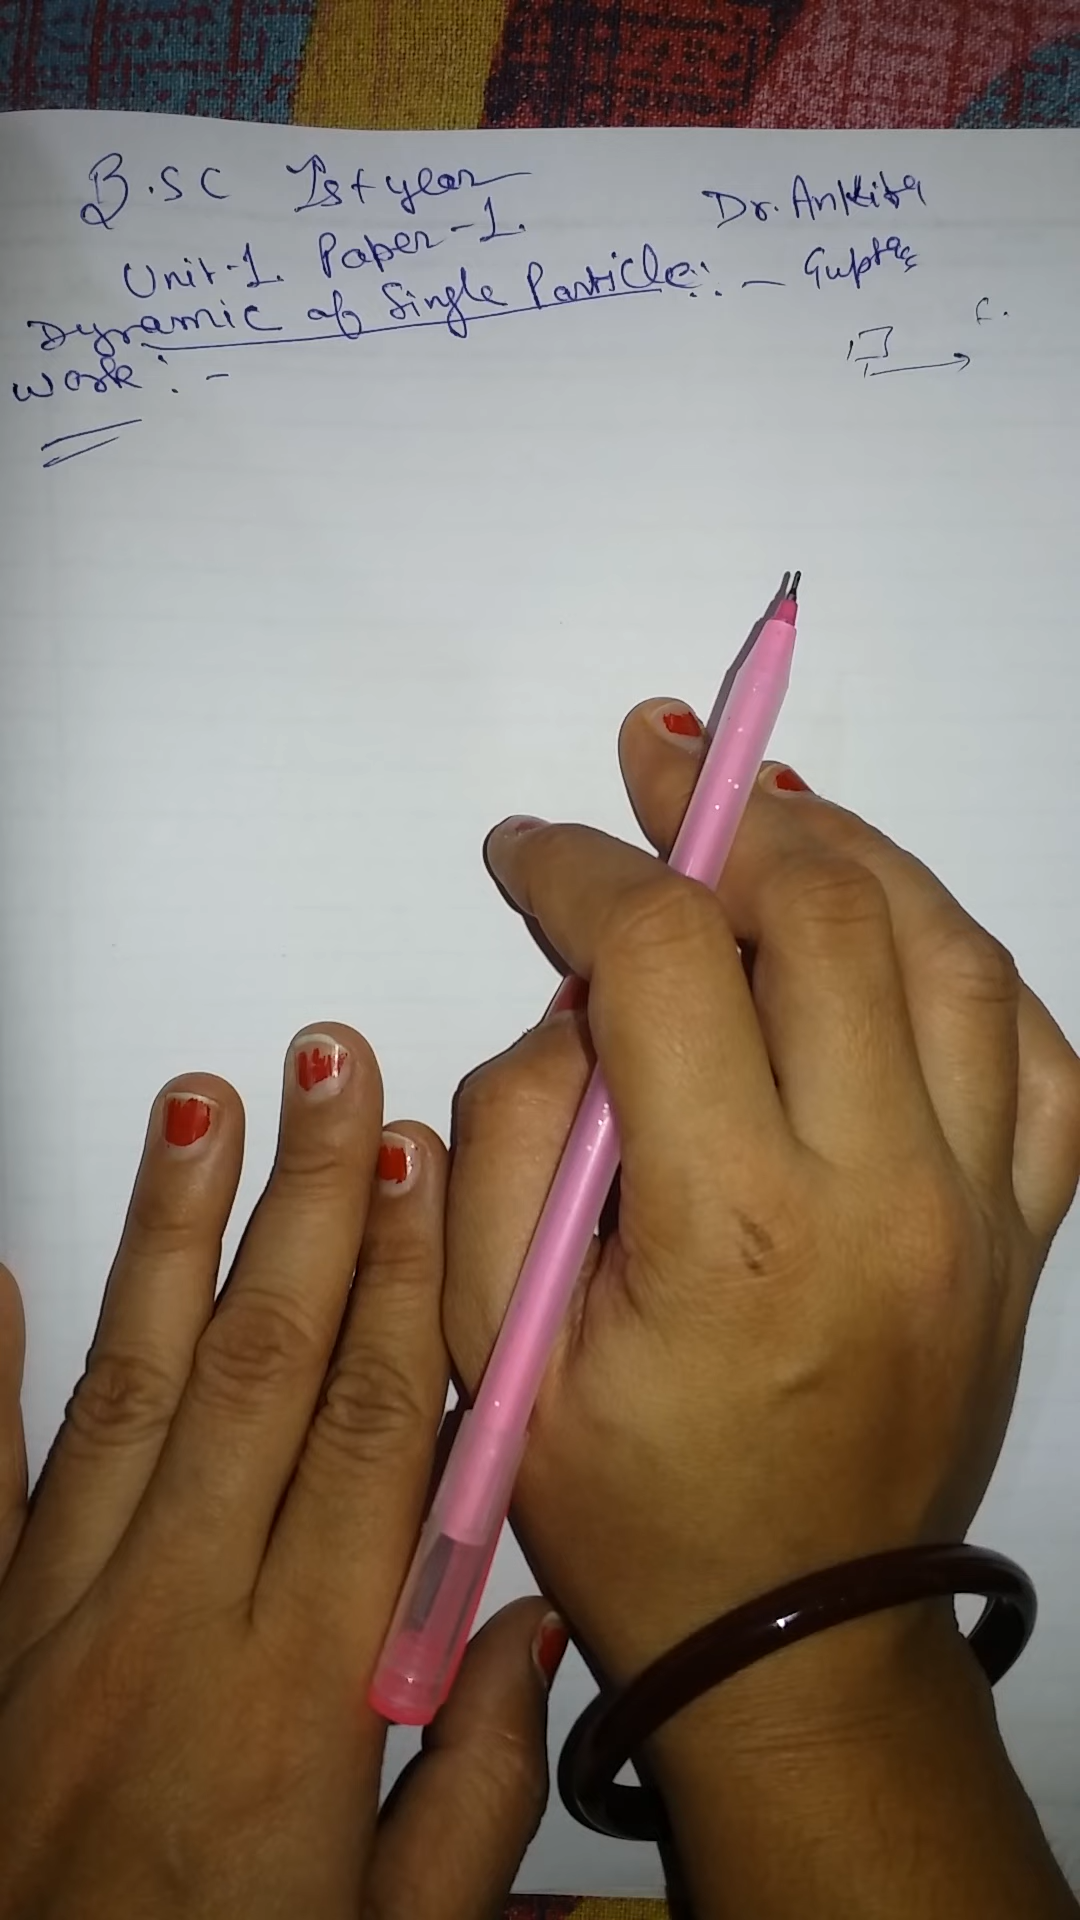 B.SC Ist year
Dr. Ankita
Unit-1. Paper-1.
Gupta
Dynamic of Single Particle:. -
F.
work : -